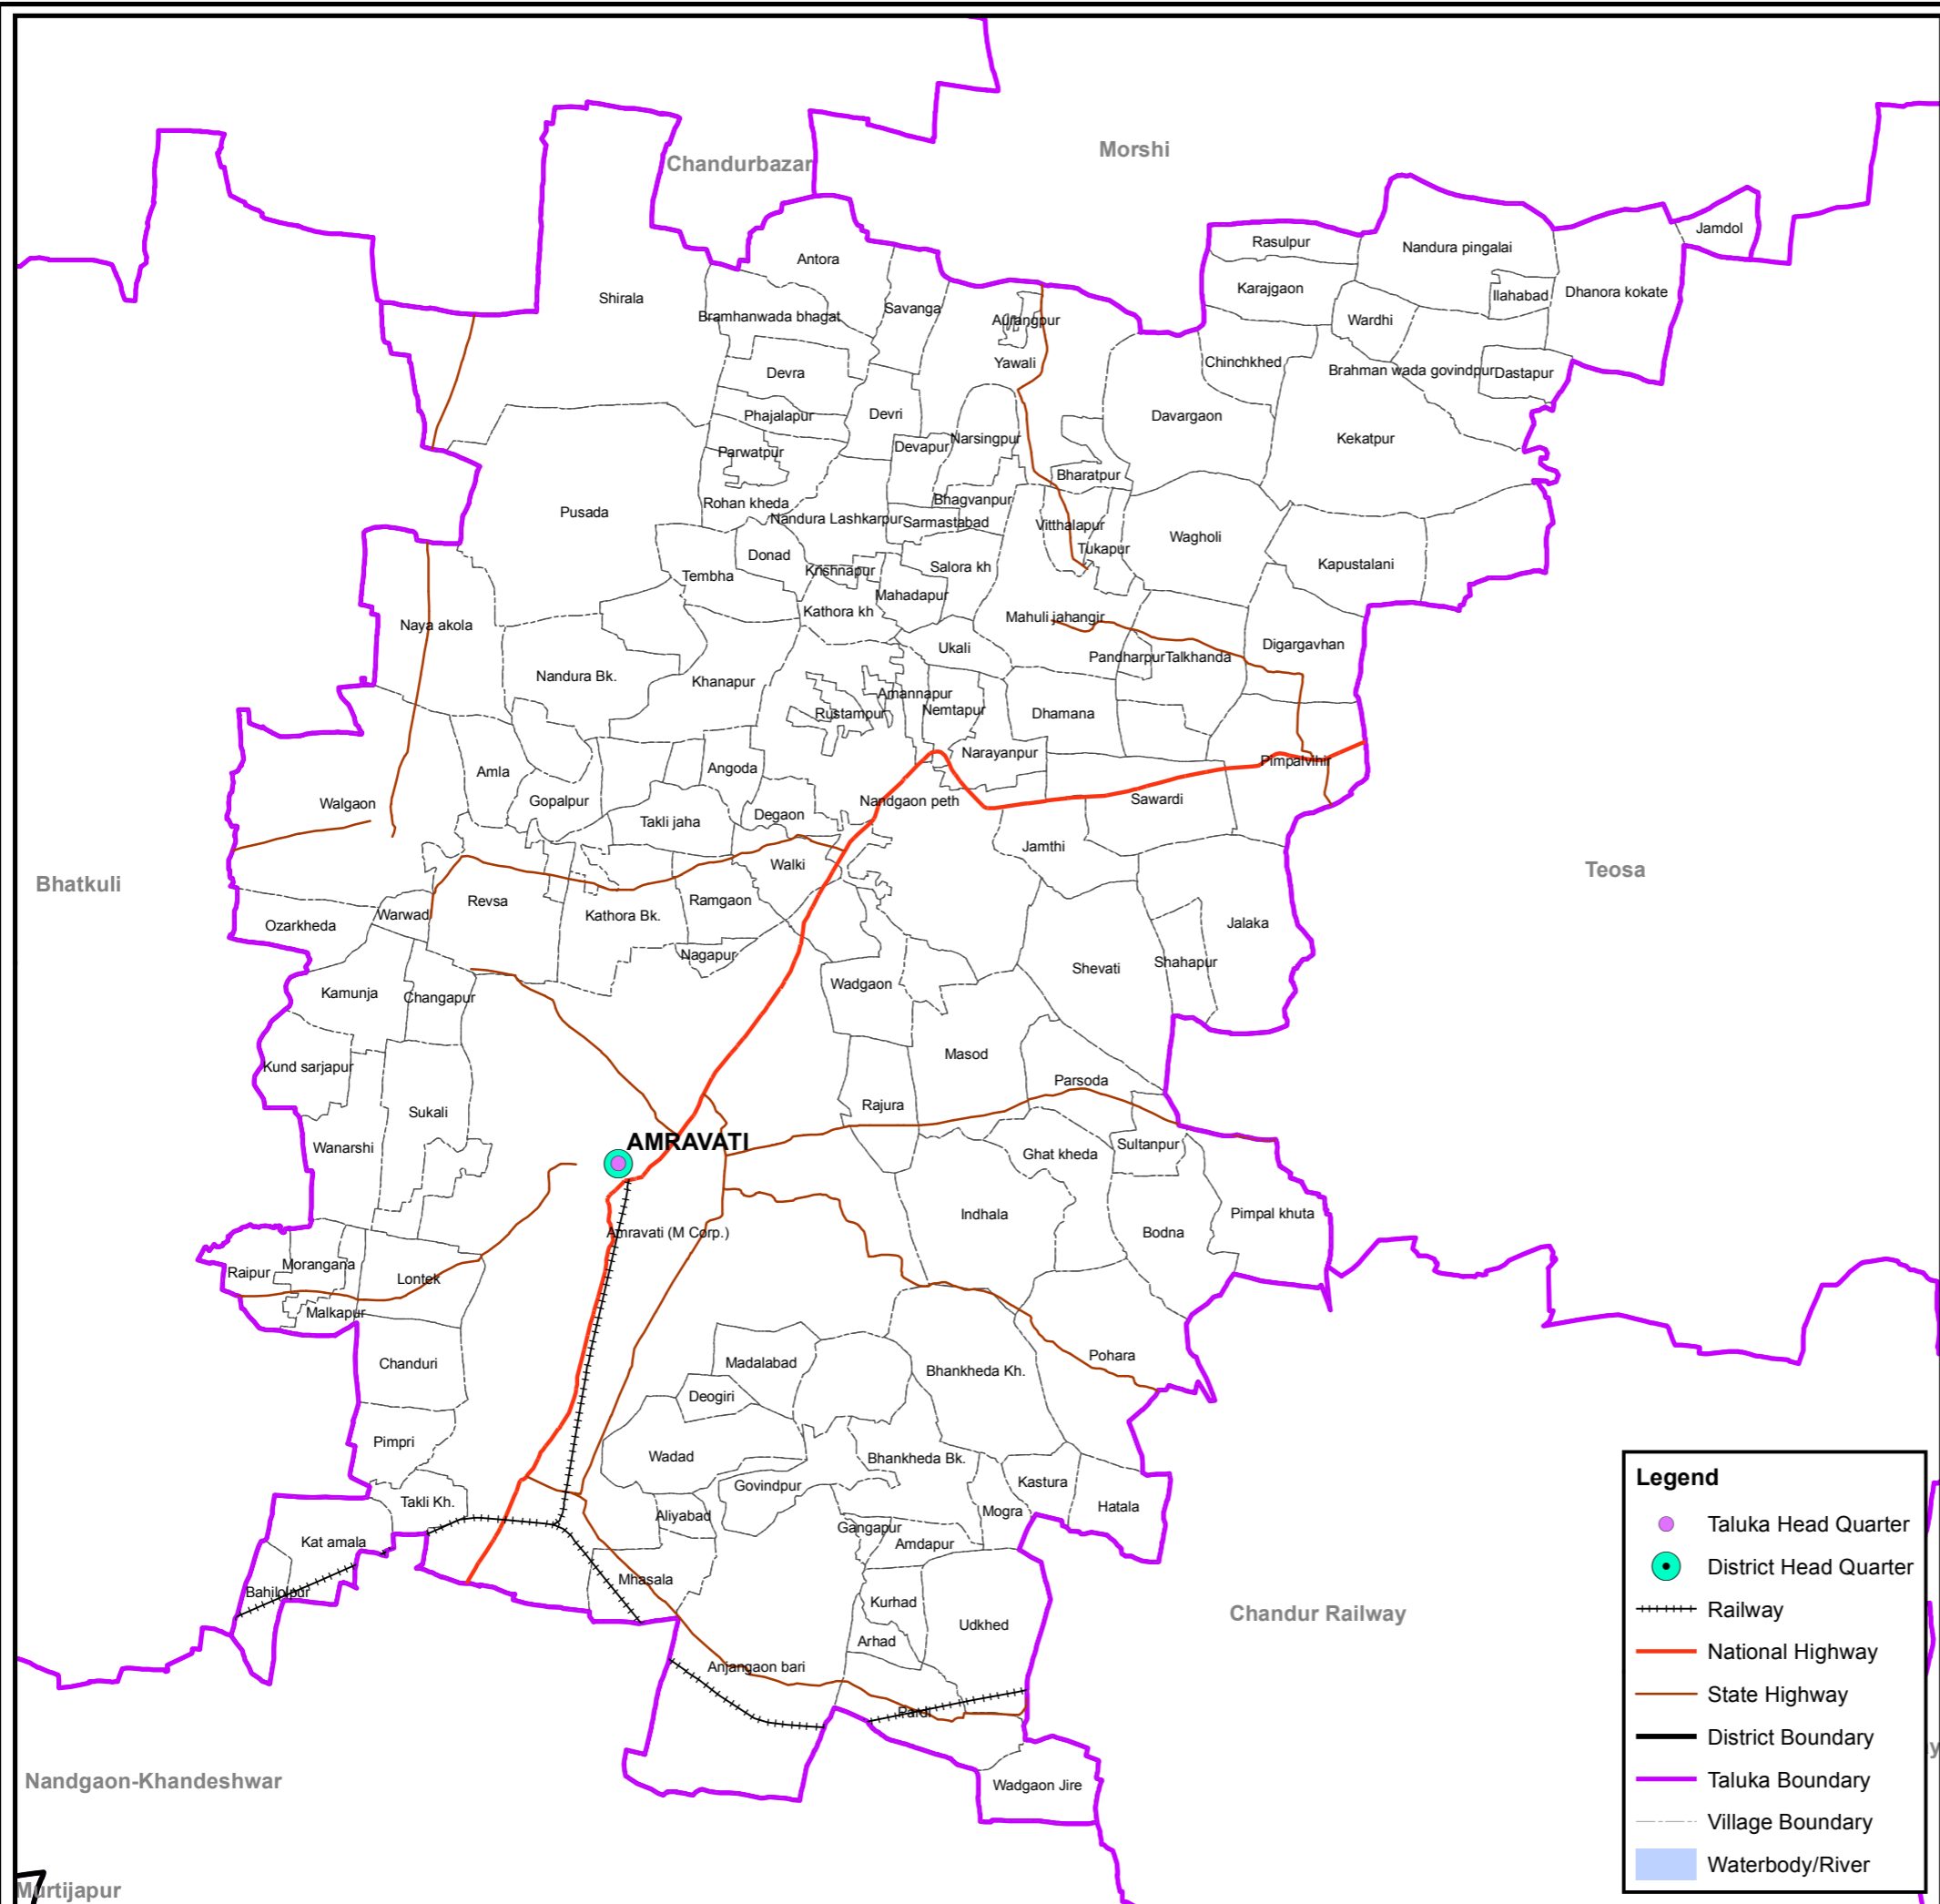 Morshi
Chandurbazar
Jamdol
Rasulpur
Nandura pingalai
Antora
Karajgaon
Ilahabad
Dhanora kokate
Shirala
Savanga
Bramhanwada bhagat
Aurangpur
Wardhi
Yawali
Chinchkhed
Devra
Brahman wada govindpur
Dastapur
Phajalapur
Devri
Davargaon
Kekatpur
Parwatpur
Devapur
Narsingpur
Bharatpur
Rohan kheda
Bhagvanpur
Pusada
Nandura Lashkarpur
Sarmastabad
Vitthalapur
Wagholi
Donad
Tukapur
Tembha
Krishnapur
Salora kh
Kapustalani
Mahadapur
Kathora kh
Mahuli jahangir
Naya akola
Ukali
Digargavhan
Pandharpur
Talkhanda
Nandura Bk.
Khanapur
Amannapur
Rustampur
Nemtapur
Dhamana
Narayanpur
Pimpalvihir
Amla
Angoda
Walgaon
Gopalpur
Nandgaon peth
Sawardi
Takli jaha
Degaon
Jamthi
Walki
Bhatkuli
Teosa
Revsa
Ramgaon
Warwad
Kathora Bk.
Ozarkheda
Jalaka
Nagapur
Shevati
Shahapur
Wadgaon
Kamunja
Changapur
Masod
Kund sarjapur
Parsoda
Sukali
Rajura
AMRAVATI
Wanarshi
Sultanpur
Ghat kheda
Indhala
Pimpal khuta
Amravati (M Corp.)
Bodna
Morangana
Raipur
Lontek
Malkapur
Chanduri
Madalabad
Pohara
Bhankheda Kh.
Deogiri
Pimpri
Wadad
Bhankheda Bk.
Govindpur
Kastura
Takli Kh.
Aliyabad
Mogra
Hatala
Gangapur
Kat amala
Amdapur
Mhasala
Bahilolpur
Kurhad
Udkhed
Chandur Railway
Arhad
Anjangaon bari
Pardi
Nandgaon-Khandeshwar
Wadgaon Jire
Murtijapur
Legend
Taluka Head Quarter
District Head Quarter
Railway
National Highway
State Highway
District Boundary
Taluka Boundary
Village Boundary
Waterbody/River